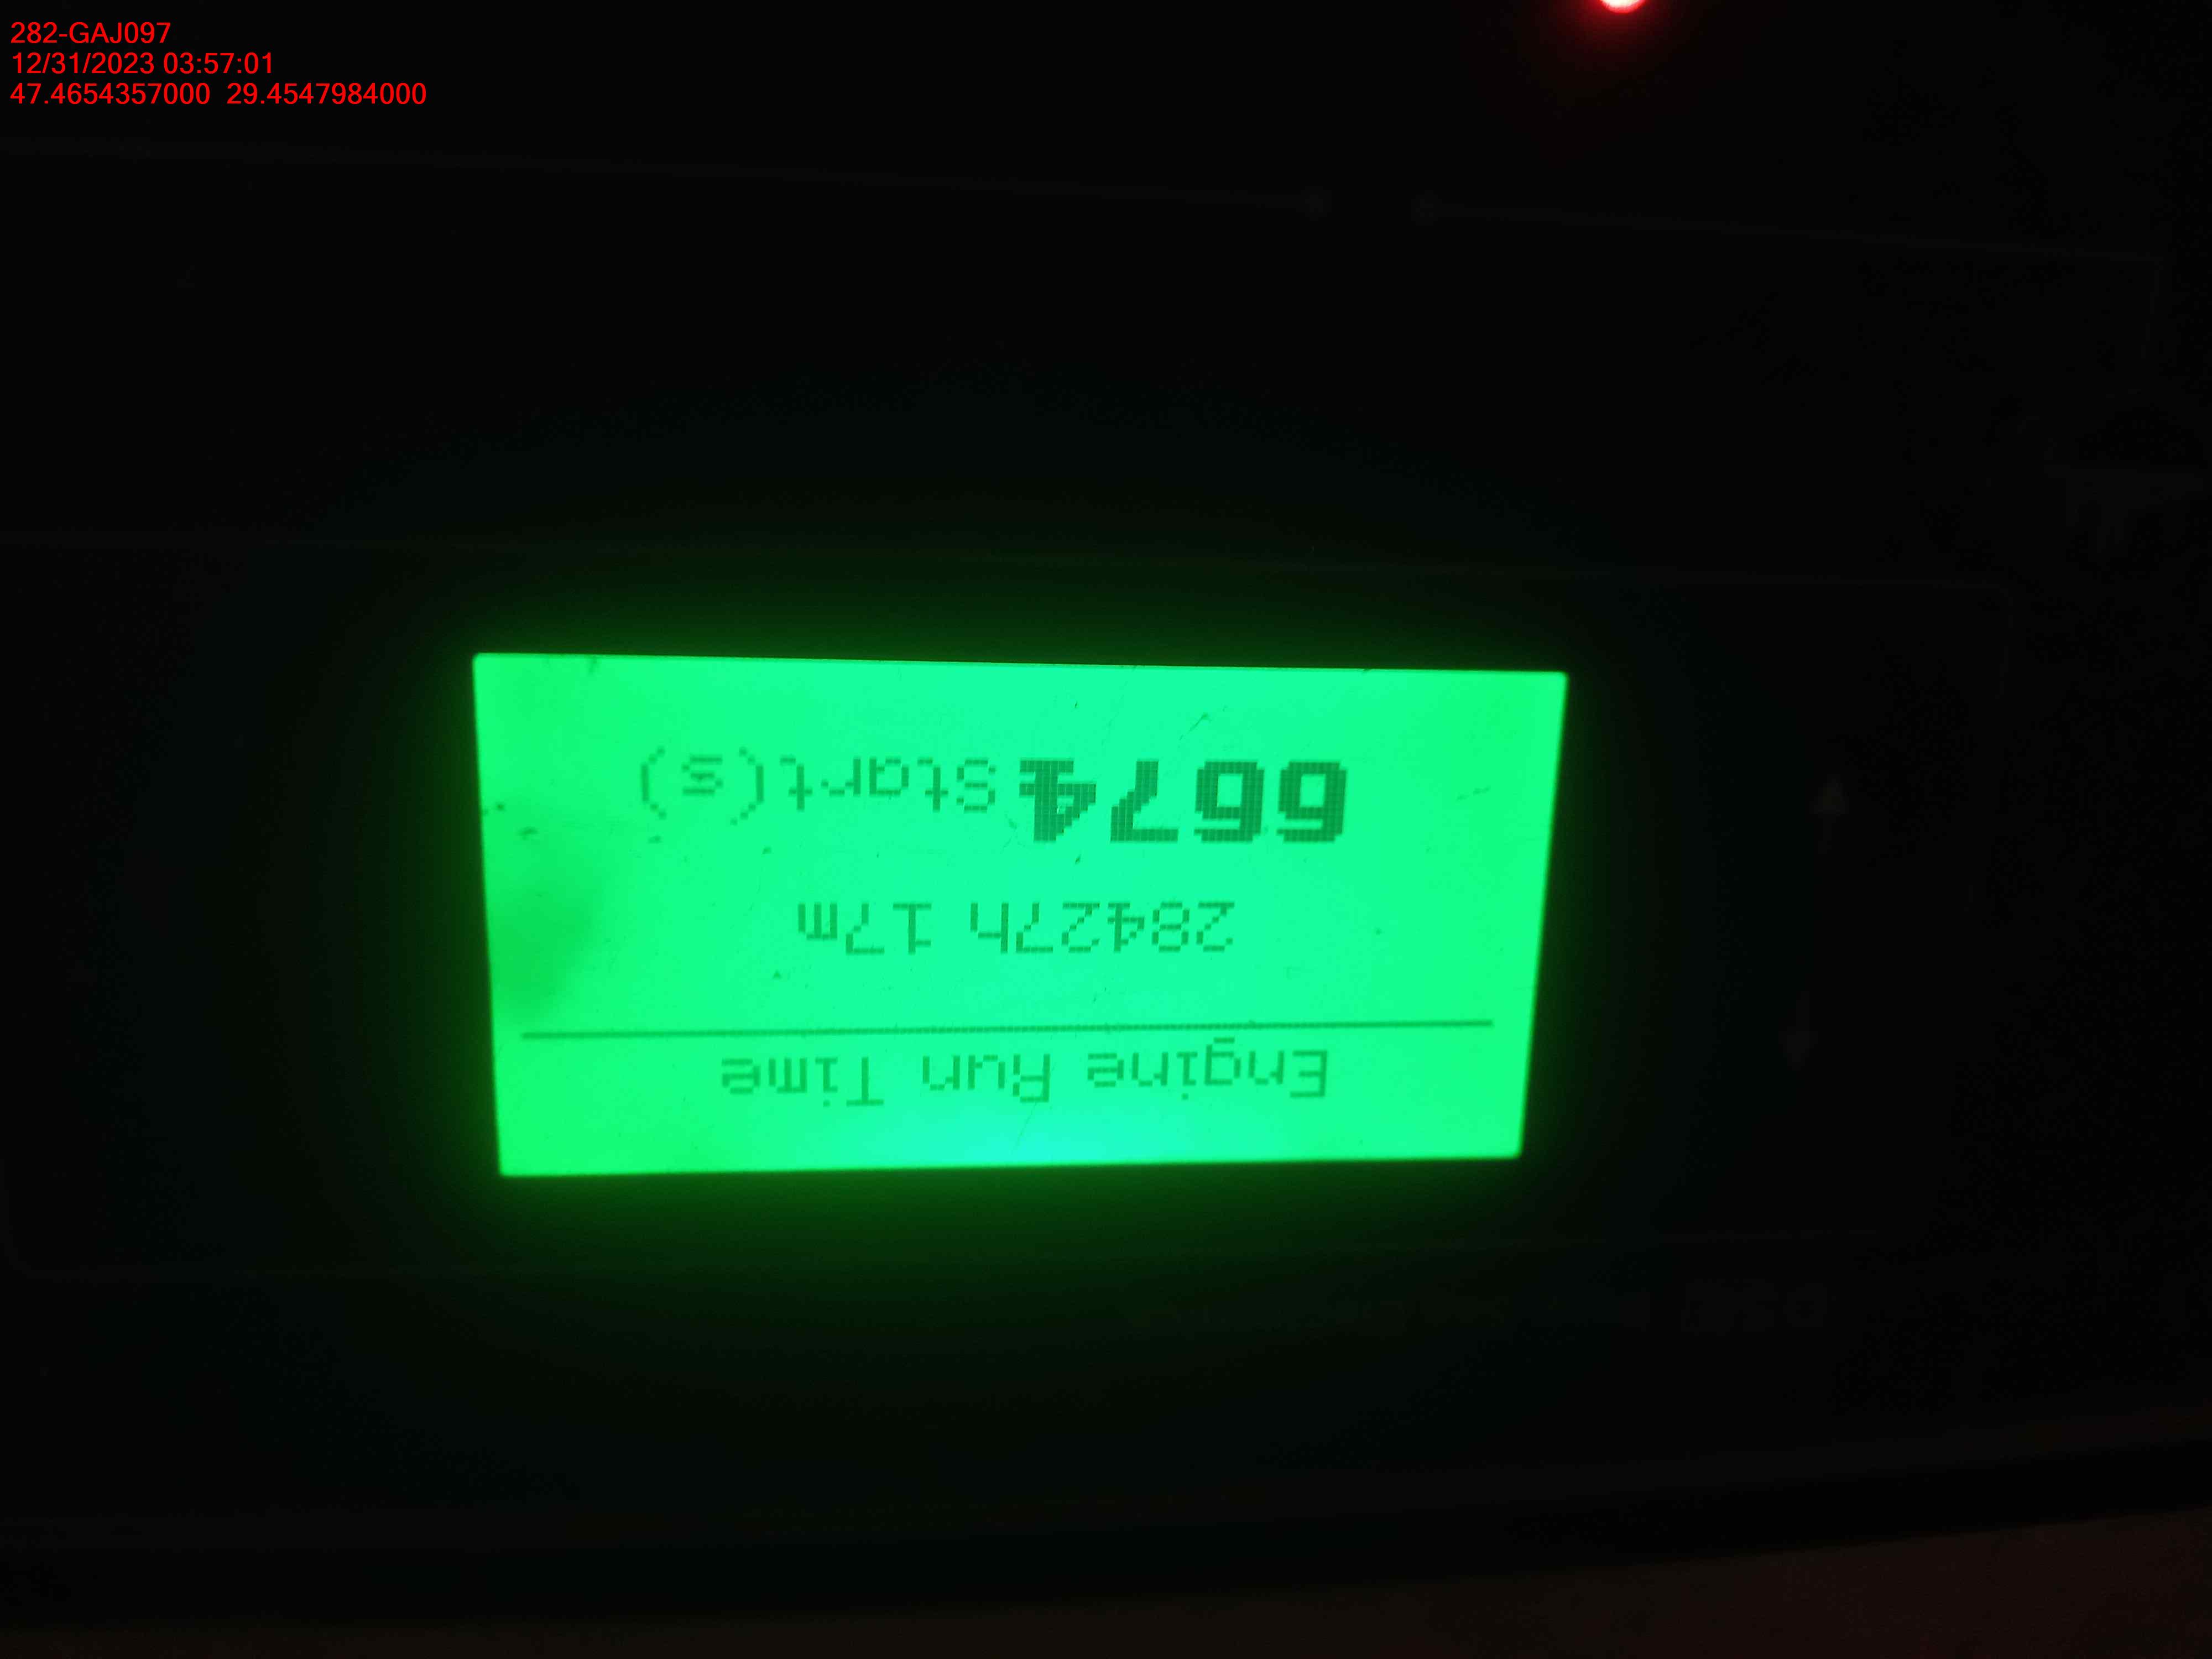 282-GAJ097
12/31/2023 03:57:01
47.4654357000 29.4547984000
Engine Run Time
28427h 17m
6674 Start(s)